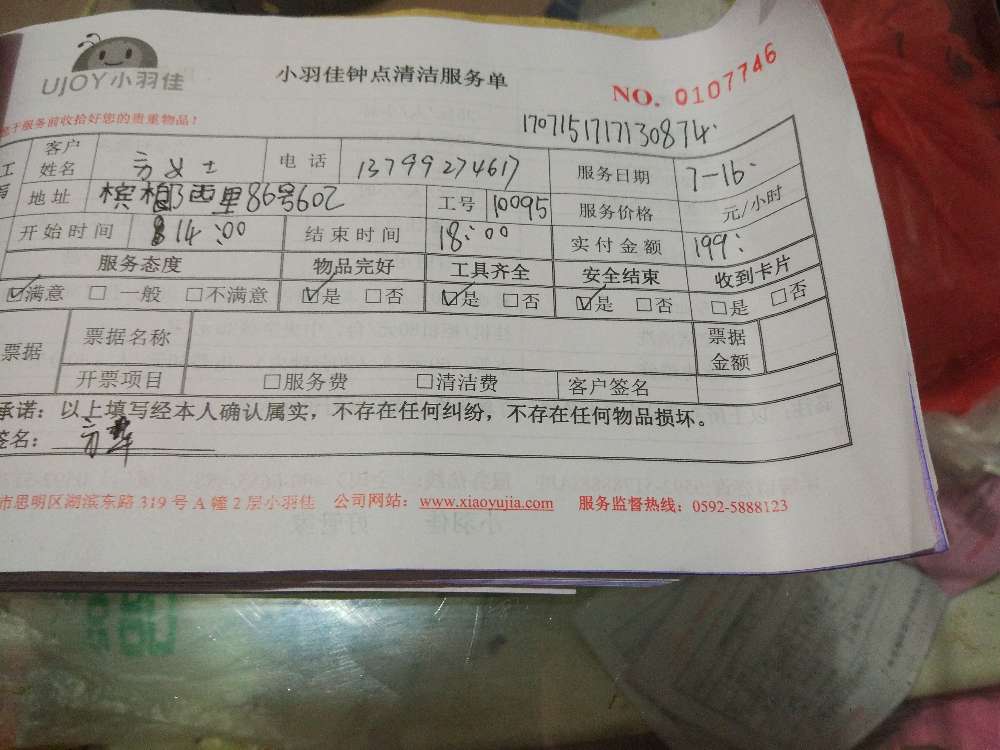 UJOY小羽佳
小羽佳钟点清洁服务单
NO. 0107746
于服务前收拾好您的贵重物品!
1707151717130874
客户姓名 方女士 电话 13799274617 服务日期 7-16
地址 槟榔西里86号602 工号 10095 服务价格 元/小时
开始时间 14:00 结束时间 18:00 实付金额 199
服务态度 物品完好 工具齐全 安全结束 收到卡片
☑满意 □一般 □不满意 ☑是 □否 ☑是 □否 ☑是 □否 □是 □否
票据 票据名称 票据金额
开票项目 □服务费 □清洁费 客户签名
承诺：以上填写经本人确认属实，不存在任何纠纷，不存在任何物品损坏。
签名：
市思明区湖滨东路 319 号 A 幢 2 层小羽佳 公司网站：www.xiaoyujia.com 服务监督热线：0592-5888123